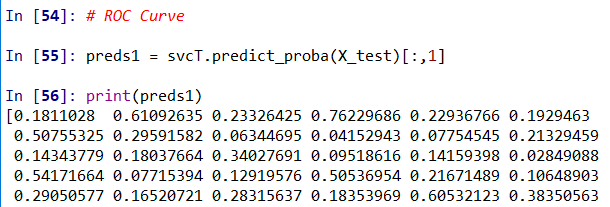 In [54]: # ROC Curve
In [55]: preds1 = svcT.predict_proba(X_test)[:,1]
In [56]: print(preds1)
[0.1811028  0.61092635 0.23326425 0.76229686 0.22936766 0.1929463
0.50755325 0.29591582 0.06344695 0.04152943 0.07754545 0.21329459
0.14343779 0.18037664 0.34027691 0.09518616 0.14159398 0.02849088
0.54171664 0.07715394 0.12919576 0.50536954 0.21671489 0.10648903
0.29050577 0.16520721 0.28315637 0.18353969 0.60532123 0.38350563